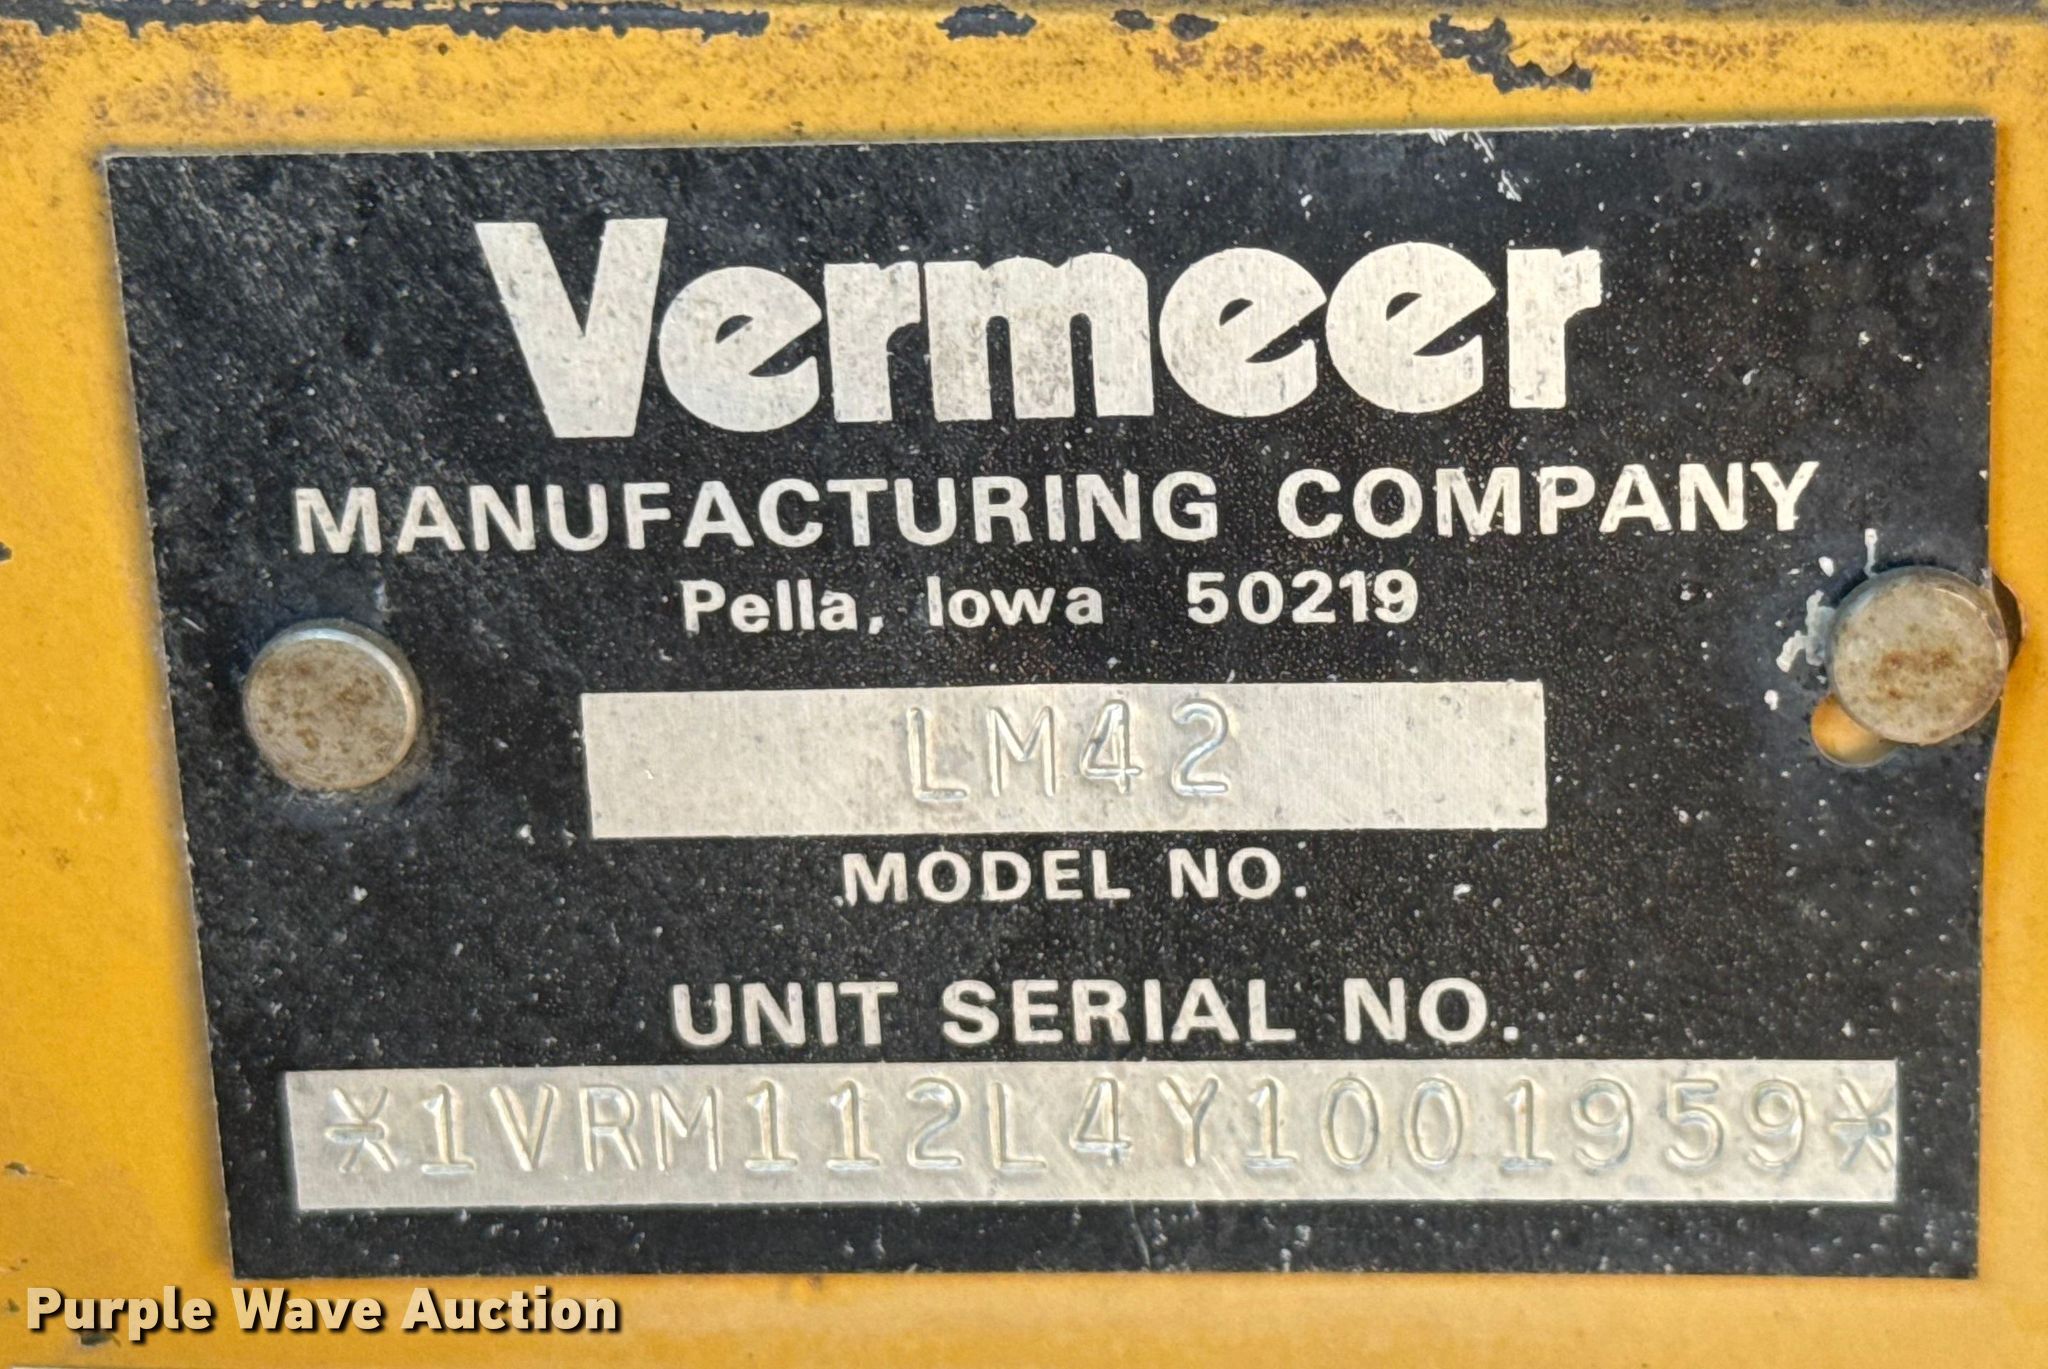 Vermeer
MANUFACTURING COMPANY
Pella, Iowa 50219
LM42
MODEL NO.
UNIT SERIAL NO.
*1VRM112L4Y1001959*
Purple Wave Auction